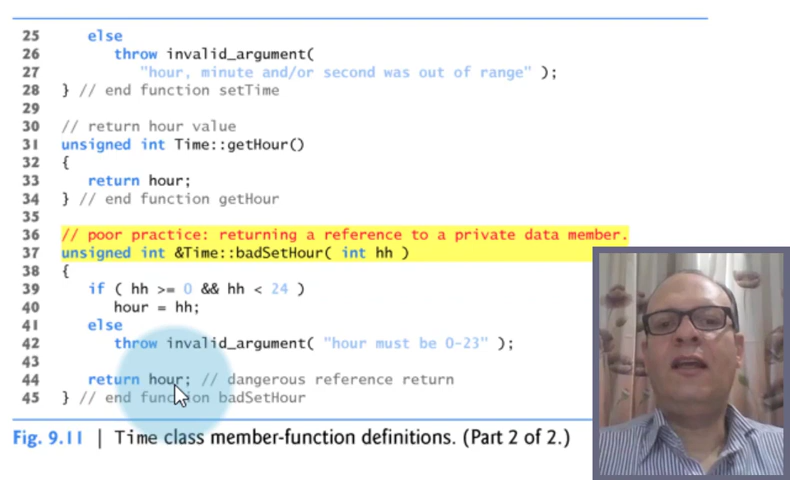 25 else
26 throw invalid_argument(
27 "hour, minute and/or second was out of range" );
28 } // end function setTime
29
30 // return hour value
31 unsigned int Time::getHour()
32 {
33 return hour;
34 } // end function getHour
35
36 // poor practice: returning a reference to a private data member.
37 unsigned int &Time::badSetHour( int hh )
38 {
39 if ( hh >= 0 && hh < 24 )
40 hour = hh;
41 else
42 throw invalid_argument( "hour must be 0-23" );
43
44 return hour; // dangerous reference return
45 } // end function badSetHour
Fig. 9.11 | Time class member-function definitions. (Part 2 of 2.)